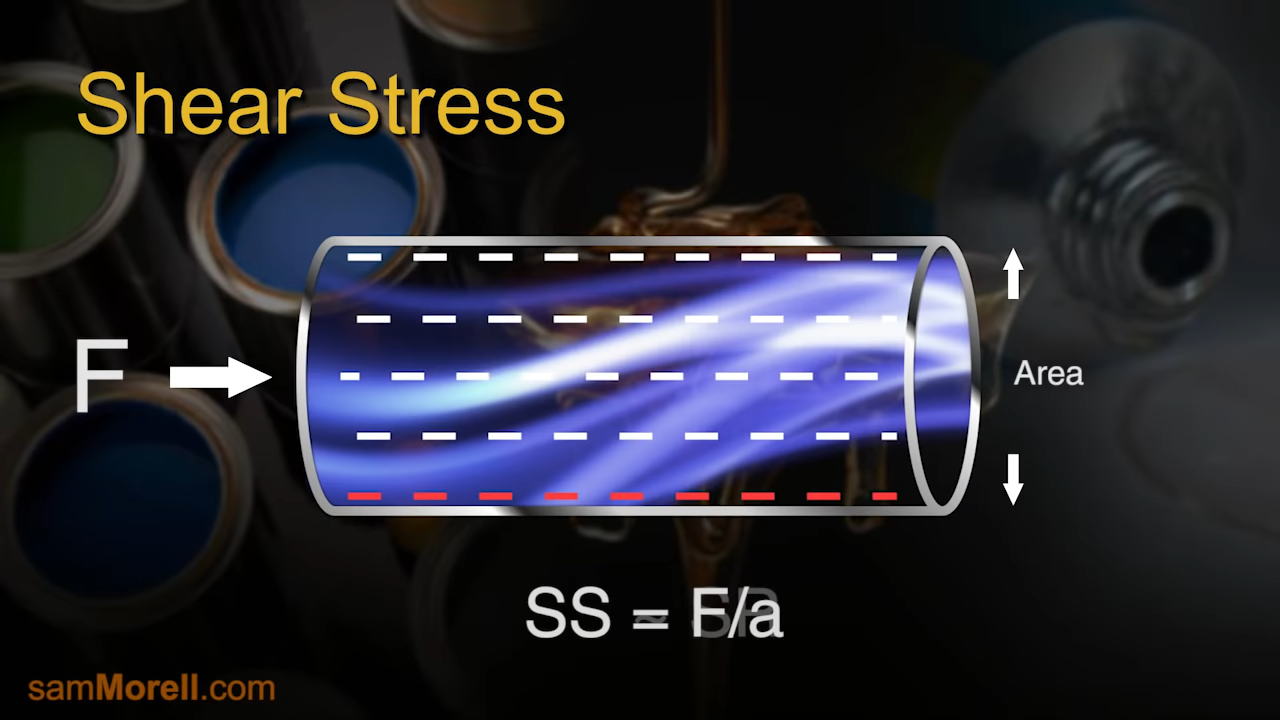 Shear Stress
F
Area
SS = F/a
samMorell.com